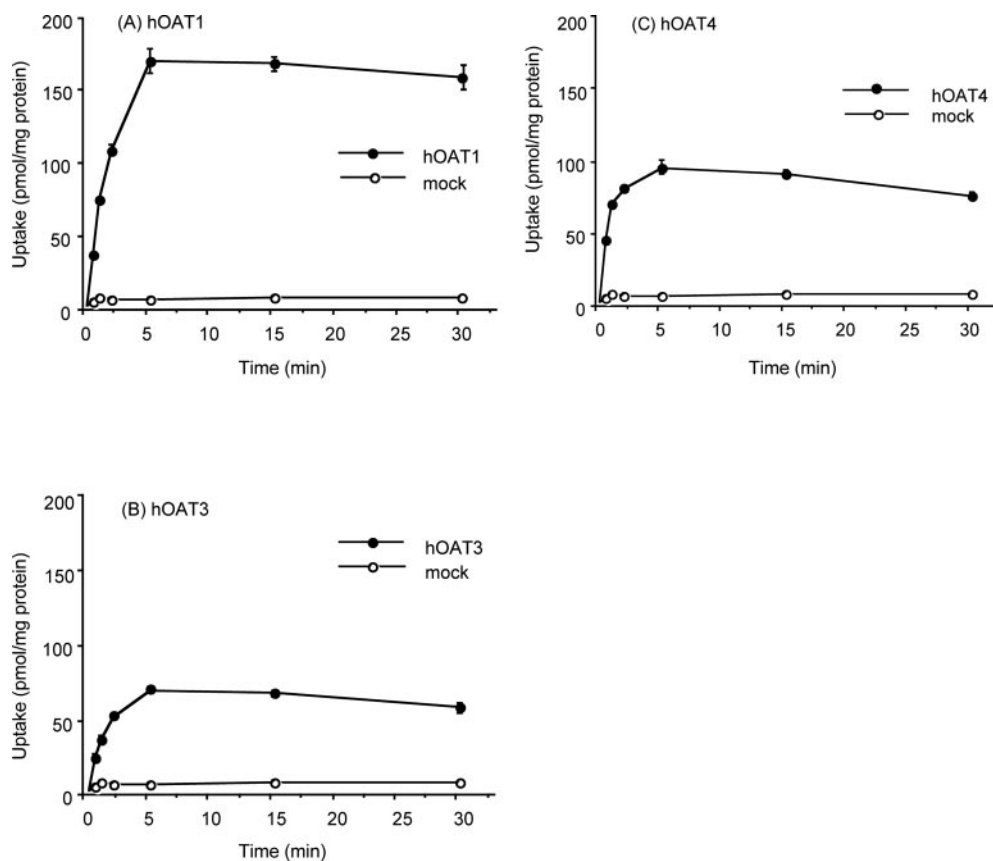 (A) hOAT1
Uptake (pmol/mg protein)
200
150
100
50
0
hOAT1
mock
0 5 10 15 20 25 30
Time (min)
(C) hOAT4
Uptake (pmol/mg protein)
200
150
100
50
0
hOAT4
mock
0 5 10 15 20 25 30
Time (min)
(B) hOAT3
Uptake (pmol/mg protein)
200
150
100
50
0
hOAT3
mock
0 5 10 15 20 25 30
Time (min)